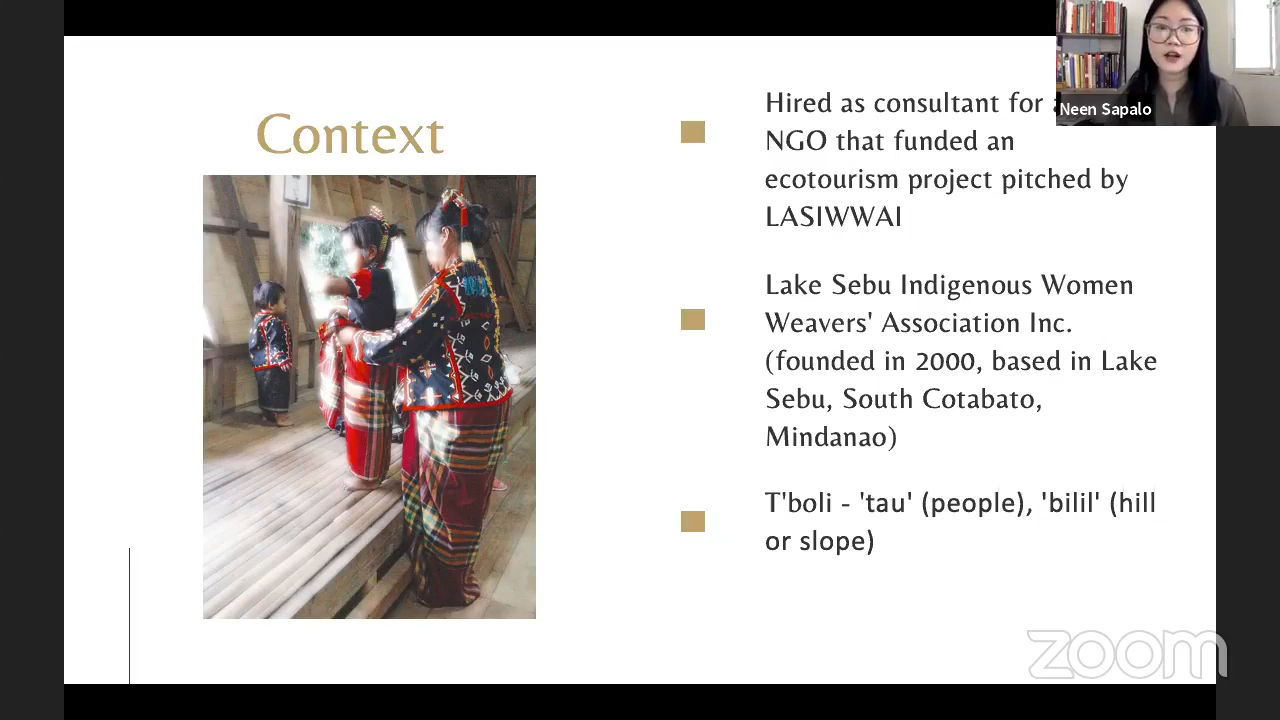 Context
Hired as consultant for
NGO that funded an
ecotourism project pitched by
LASIWWAI
Lake Sebu Indigenous Women
Weavers' Association Inc.
(founded in 2000, based in Lake
Sebu, South Cotabato,
Mindanao)
T'boli - 'tau' (people), 'bilil' (hill
or slope)
Neen Sapalo
zoom